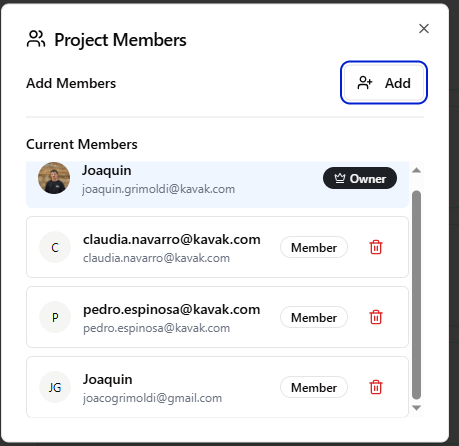 Project Members
Add Members
Add
Current Members
Joaquin
joaquin.grimoldi@kavak.com
Owner
C
claudia.navarro@kavak.com
claudia.navarro@kavak.com
Member
P
pedro.espinosa@kavak.com
pedro.espinosa@kavak.com
Member
JG
Joaquin
joacogrimoldi@gmail.com
Member